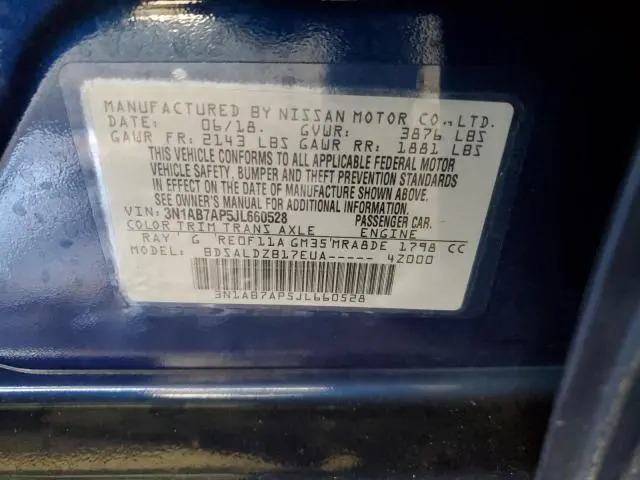 MANUFACTURED BY NISSAN MOTOR CO.,LTD.
DATE: 06/18. GVWR: 3876 LBS
GAWR FR: 2143 LBS GAWR RR: 1881 LBS
THIS VEHICLE CONFORMS TO ALL APPLICABLE FEDERAL MOTOR
VEHICLE SAFETY, BUMPER AND THEFT PREVENTION STANDARDS
IN EFFECT ON THE DATE OF MANUFACTURE SHOWN ABOVE.
SEE OWNER'S MANUAL FOR ADDITIONAL INFORMATION.
VIN: 3N1AB7AP5JL660528 PASSENGER CAR.
COLOR TRIM TRANS AXLE ENGINE
RAY G RE0F11A GM35 MRA8DE 1798 CC
MODEL: BDSALDZB17EUA----- 4Z000
3N1AB7AP5JL660528